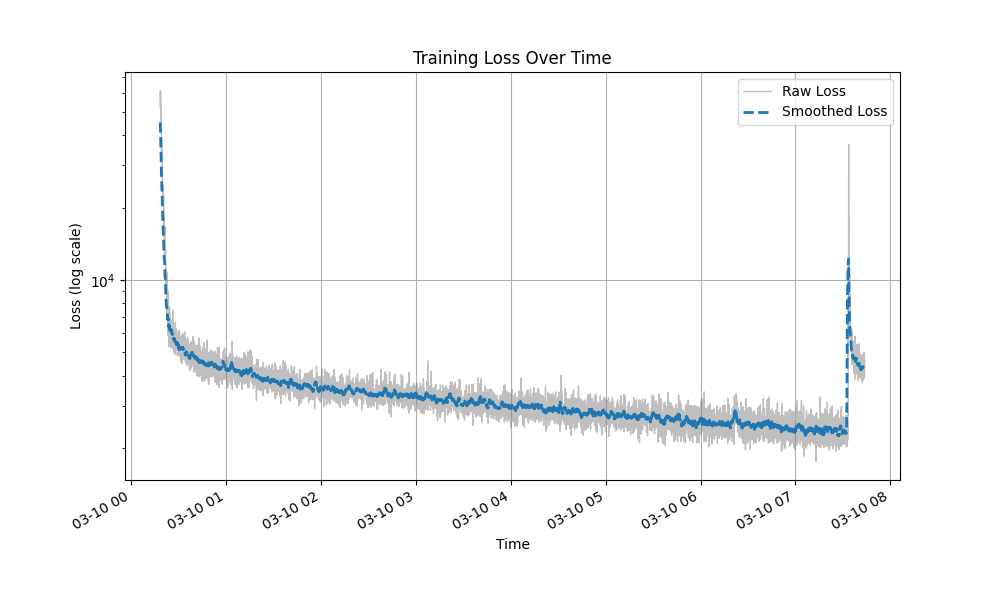 Training Loss Over Time
Raw Loss
Smoothed Loss
Loss (log scale)
10⁴
03-10 00
03-10 01
03-10 02
03-10 03
03-10 04
03-10 05
03-10 06
03-10 07
03-10 08
Time